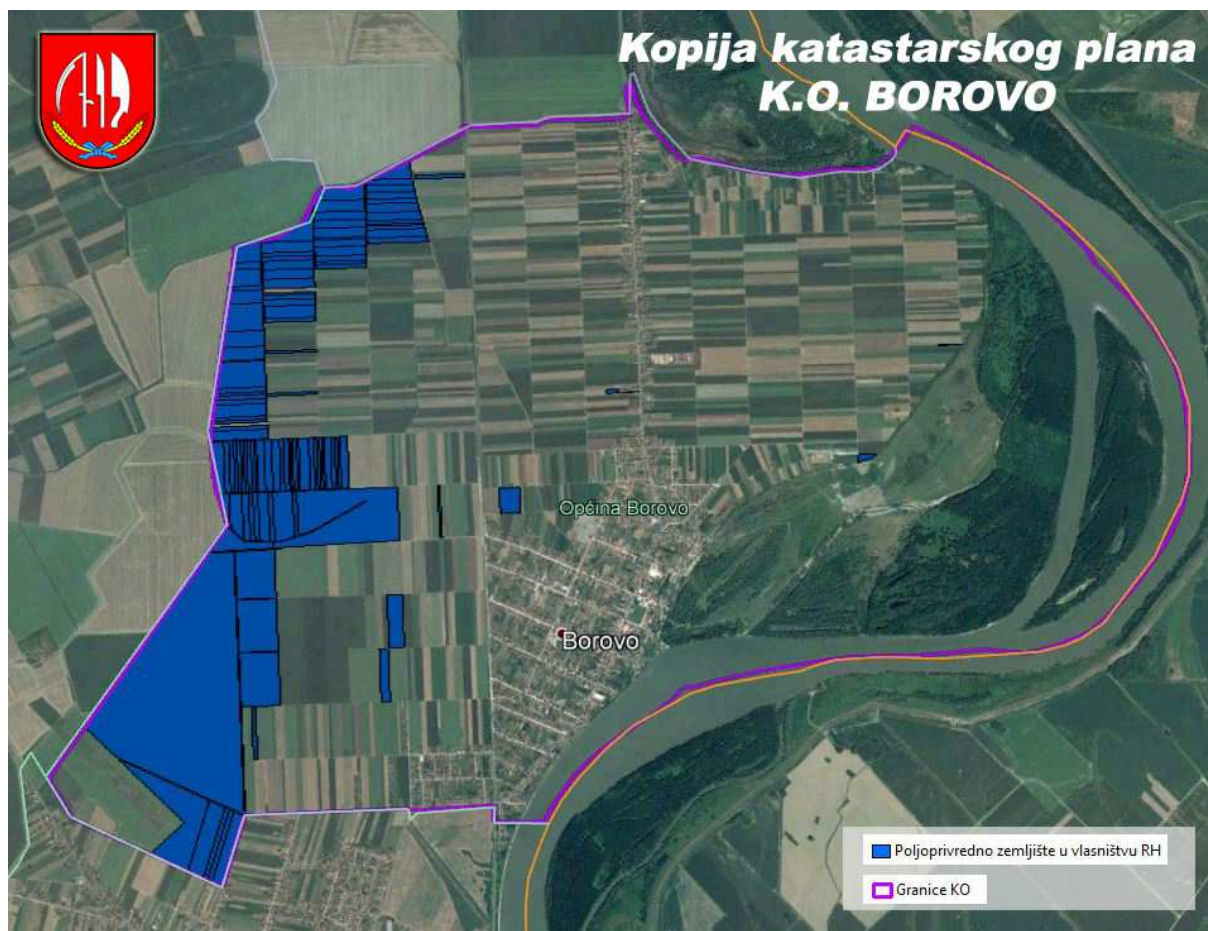 Kopija katastarskog plana
K.O. BOROVO
Općina Borovo
Borovo
Poljoprivredno zemljište u vlasništvu RH
Granice KO